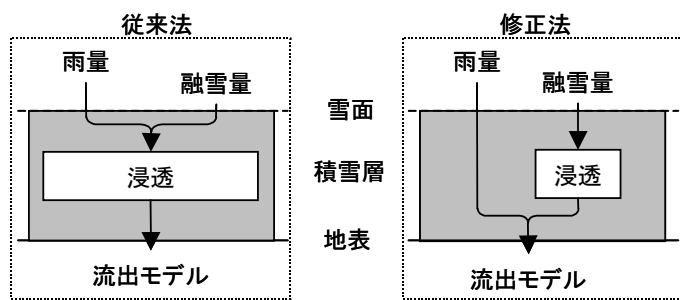 従来法
雨量
融雪量
浸透
流出モデル
雪面
積雪層
地表
修正法
雨量
融雪量
浸透
流出モデル